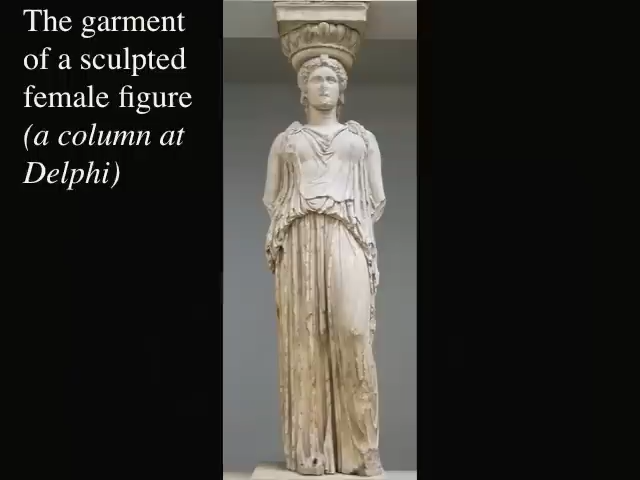 The garment
of a sculpted
female figure
(a column at
Delphi)